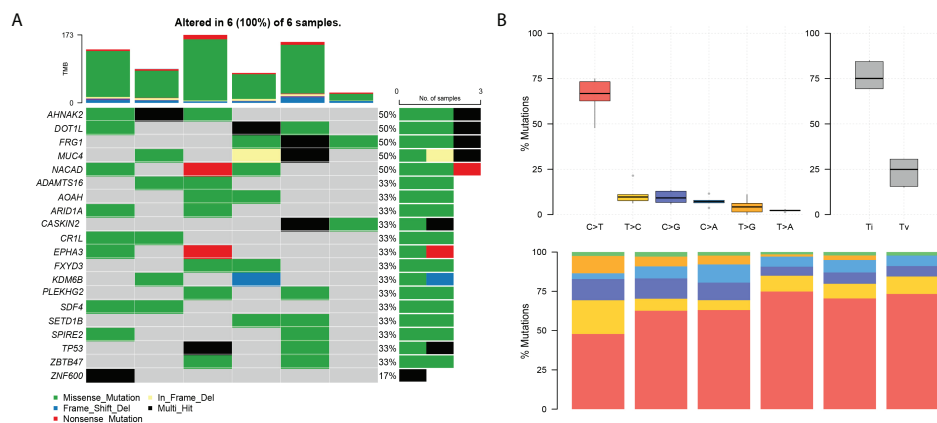 A
Altered in 6 (100%) of 6 samples.
173
TMB
0
0 3
No. of samples
AHNAK2 50%
DOT1L 50%
FRG1 50%
MUC4 50%
NACAD 50%
ADAMTS16 33%
AOAH 33%
ARID1A 33%
CASKIN2 33%
CR1L 33%
EPHA3 33%
FXYD3 33%
KDM6B 33%
PLEKHG2 33%
SDF4 33%
SETD1B 33%
SPIRE2 33%
TP53 33%
ZBTB47 33%
ZNF600 17%
Missense_Mutation In_Frame_Del
Frame_Shift_Del Multi_Hit
Nonsense_Mutation
B
% Mutations
100
75
50
25
0
C>T T>C C>G C>A T>G T>A
% Mutations
100
75
50
25
0
Ti Tv
% Mutations
100
75
50
25
0